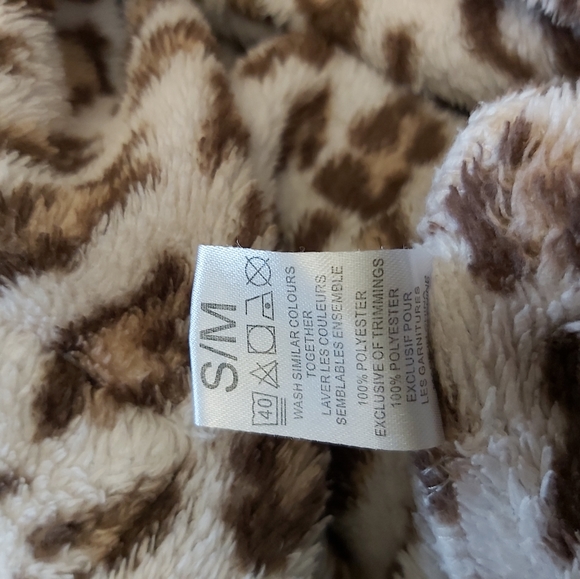 S/M
40
WASH SIMILAR COLOURS
TOGETHER
LAVER LES COULEURS
SEMBLABLES ENSEMBLE
100% POLYESTER
EXCLUSIVE OF TRIMMINGS
100% POLYESTER
EXCLUSIF POUR
LES GARNITURES